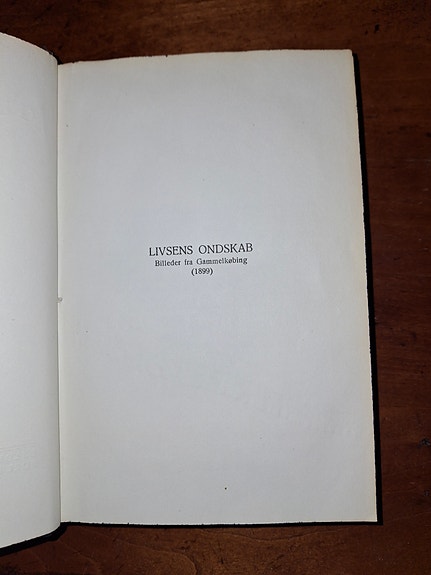 LIVSENS ONDSKAB
Billeder fra Gammelkøbing
(1899)